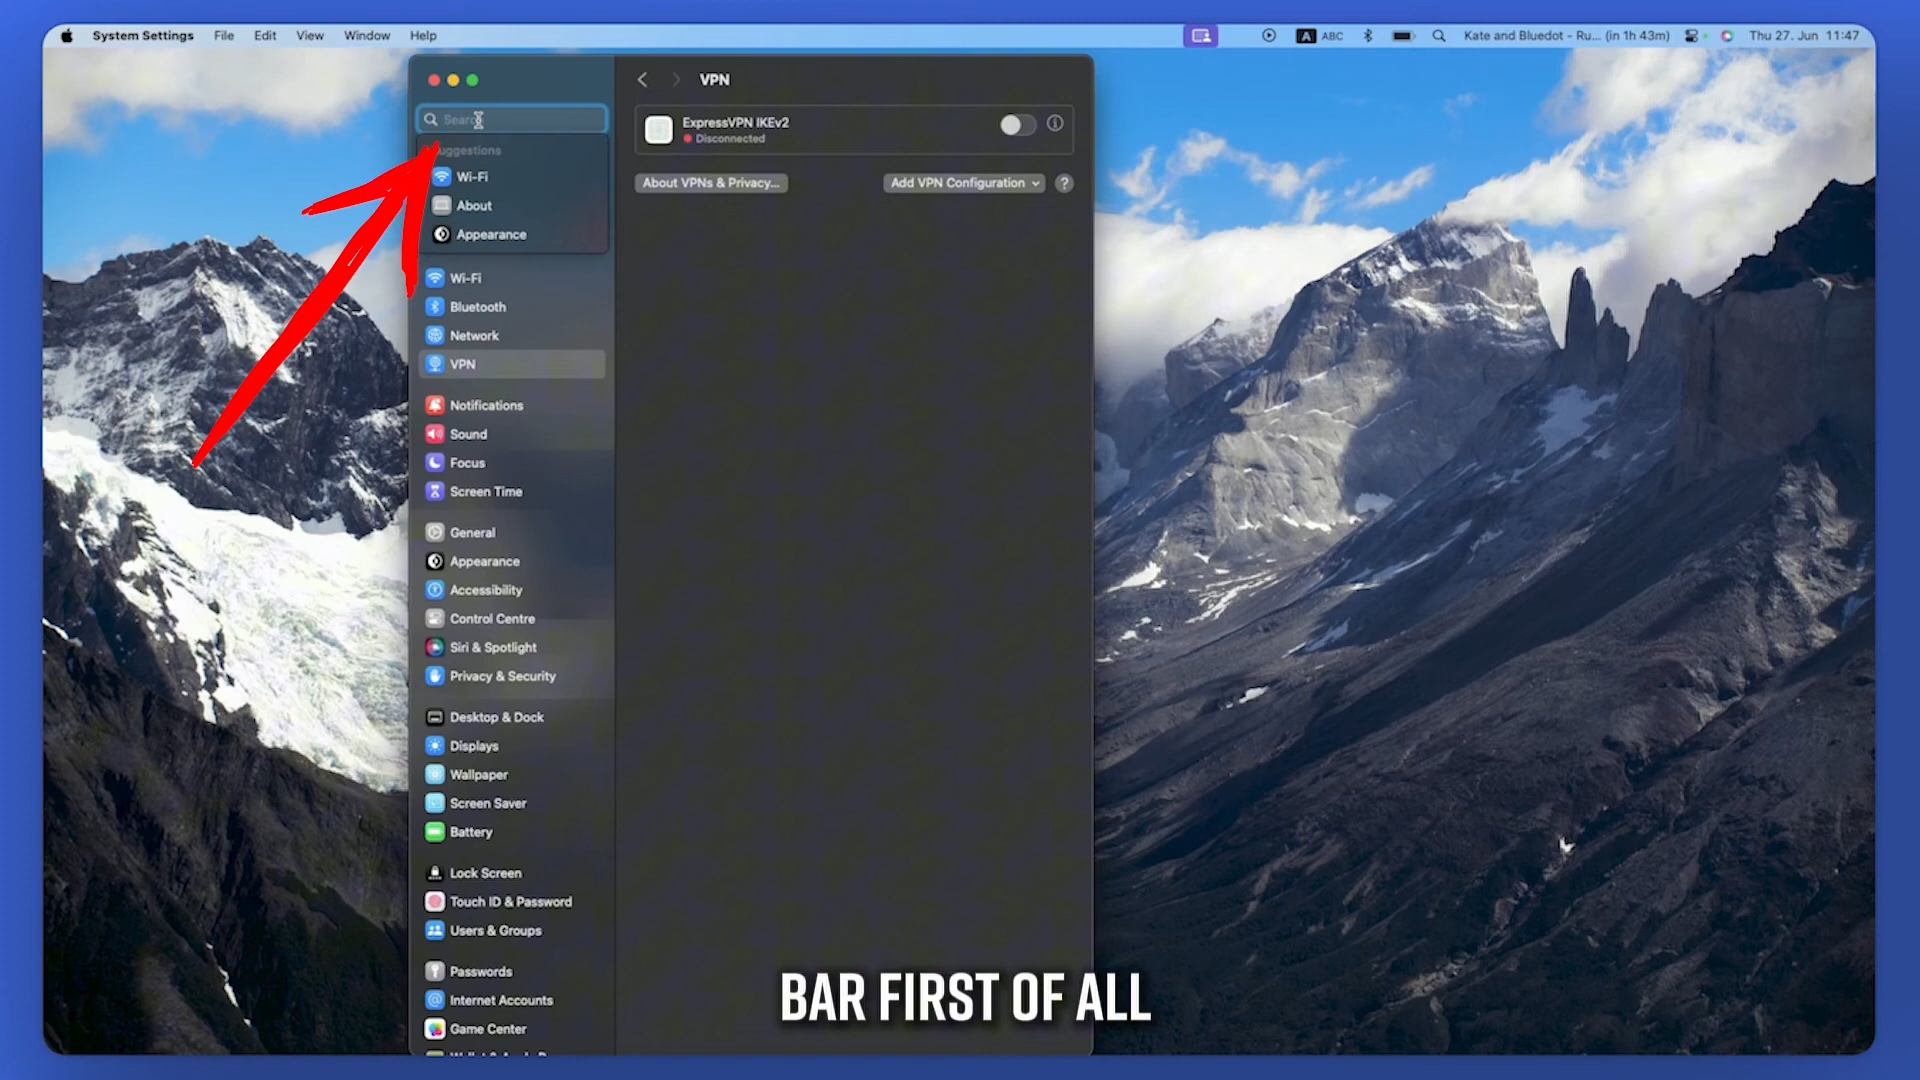 System Settings File Edit View Window Help
A ABC Kate and Bluedot - Ru... (in 1h 43m) Thu 27. Jun 11:47
VPN
Search
ExpressVPN IKEv2
Disconnected
About VPNs & Privacy...
Add VPN Configuration
?
Suggestions
Wi-Fi
About
Appearance
Wi-Fi
Bluetooth
Network
VPN
Notifications
Sound
Focus
Screen Time
General
Appearance
Accessibility
Control Centre
Siri & Spotlight
Privacy & Security
Desktop & Dock
Displays
Wallpaper
Screen Saver
Battery
Lock Screen
Touch ID & Password
Users & Groups
Passwords
Internet Accounts
Game Center
BAR FIRST OF ALL